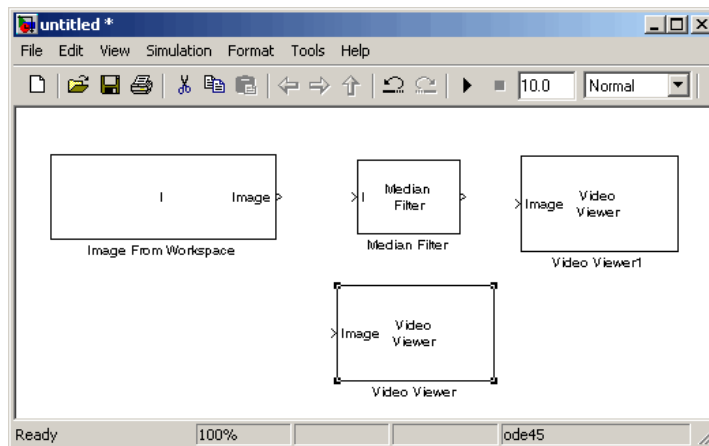 untitled *
File Edit View Simulation Format Tools Help
10.0 Normal
I Image
Image From Workspace
I Median
Filter
Median Filter
Image Video
Viewer
Video Viewer1
Image Video
Viewer
Video Viewer
Ready 100% ode45